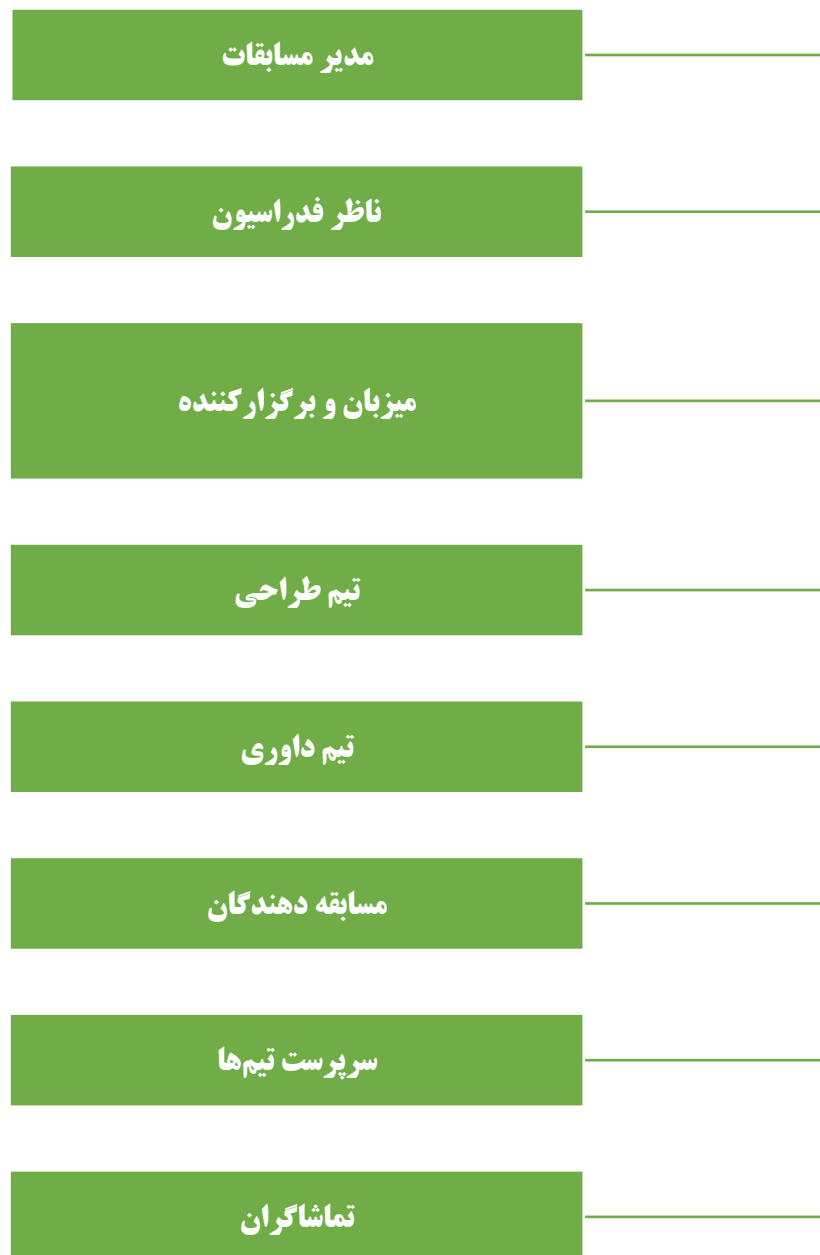 مدیر مسابقات
ناظر فدراسیون
میزبان و برگزارکننده
تیم طراحی
تیم داوری
مسابقه دهندگان
سرپرست تیم‌ها
تماشاگران